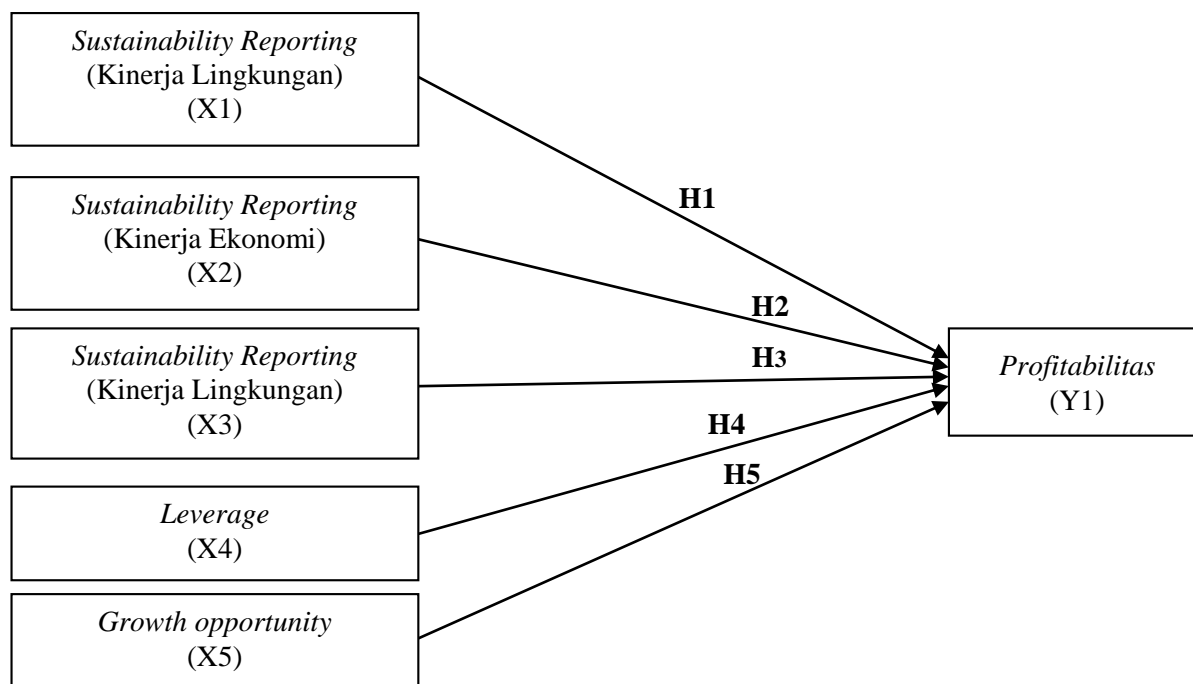 Sustainability Reporting
(Kinerja Lingkungan)
(X1)
H1
Sustainability Reporting
(Kinerja Ekonomi)
(X2)
H2
Sustainability Reporting
(Kinerja Lingkungan)
(X3)
H3
Profitabilitas
(Y1)
Leverage
(X4)
H4
Growth opportunity
(X5)
H5